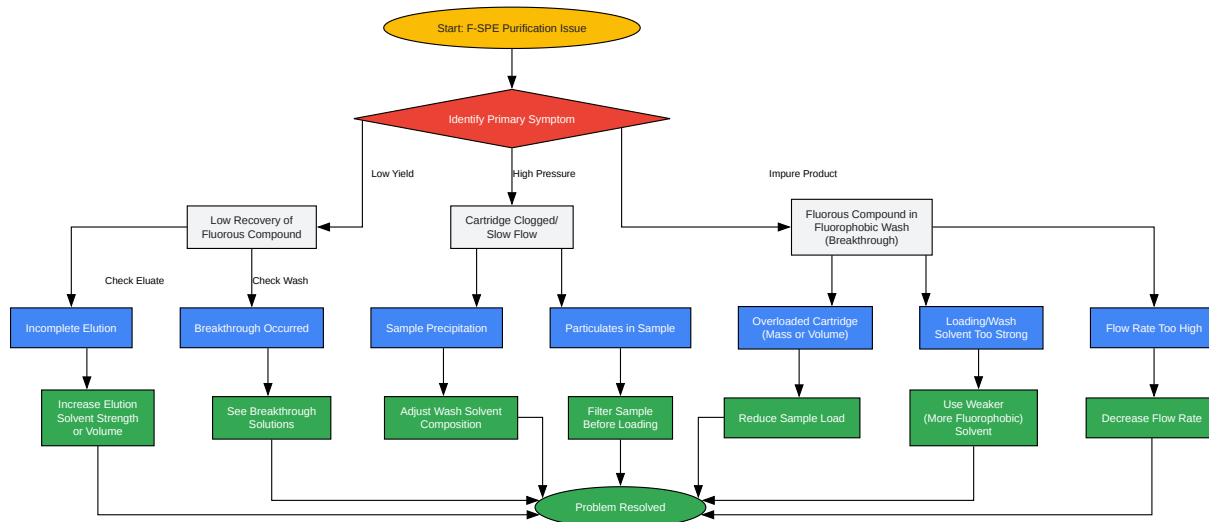 Start: F-SPE Purification Issue
Identify Primary Symptom
Low Yield
High Pressure
Impure Product
Low Recovery of
Fluorous Compound
Cartridge Clogged/
Slow Flow
Fluorous Compound in
Fluorophobic Wash
(Breakthrough)
Check Eluate
Check Wash
Incomplete Elution
Breakthrough Occurred
Sample Precipitation
Particulates in Sample
Overloaded Cartridge
(Mass or Volume)
Loading/Wash
Solvent Too Strong
Flow Rate Too High
Increase Elution
Solvent Strength
or Volume
See Breakthrough
Solutions
Adjust Wash Solvent
Composition
Filter Sample
Before Loading
Reduce Sample Load
Use Weaker
(More Fluorophobic)
Solvent
Decrease Flow Rate
Problem Resolved